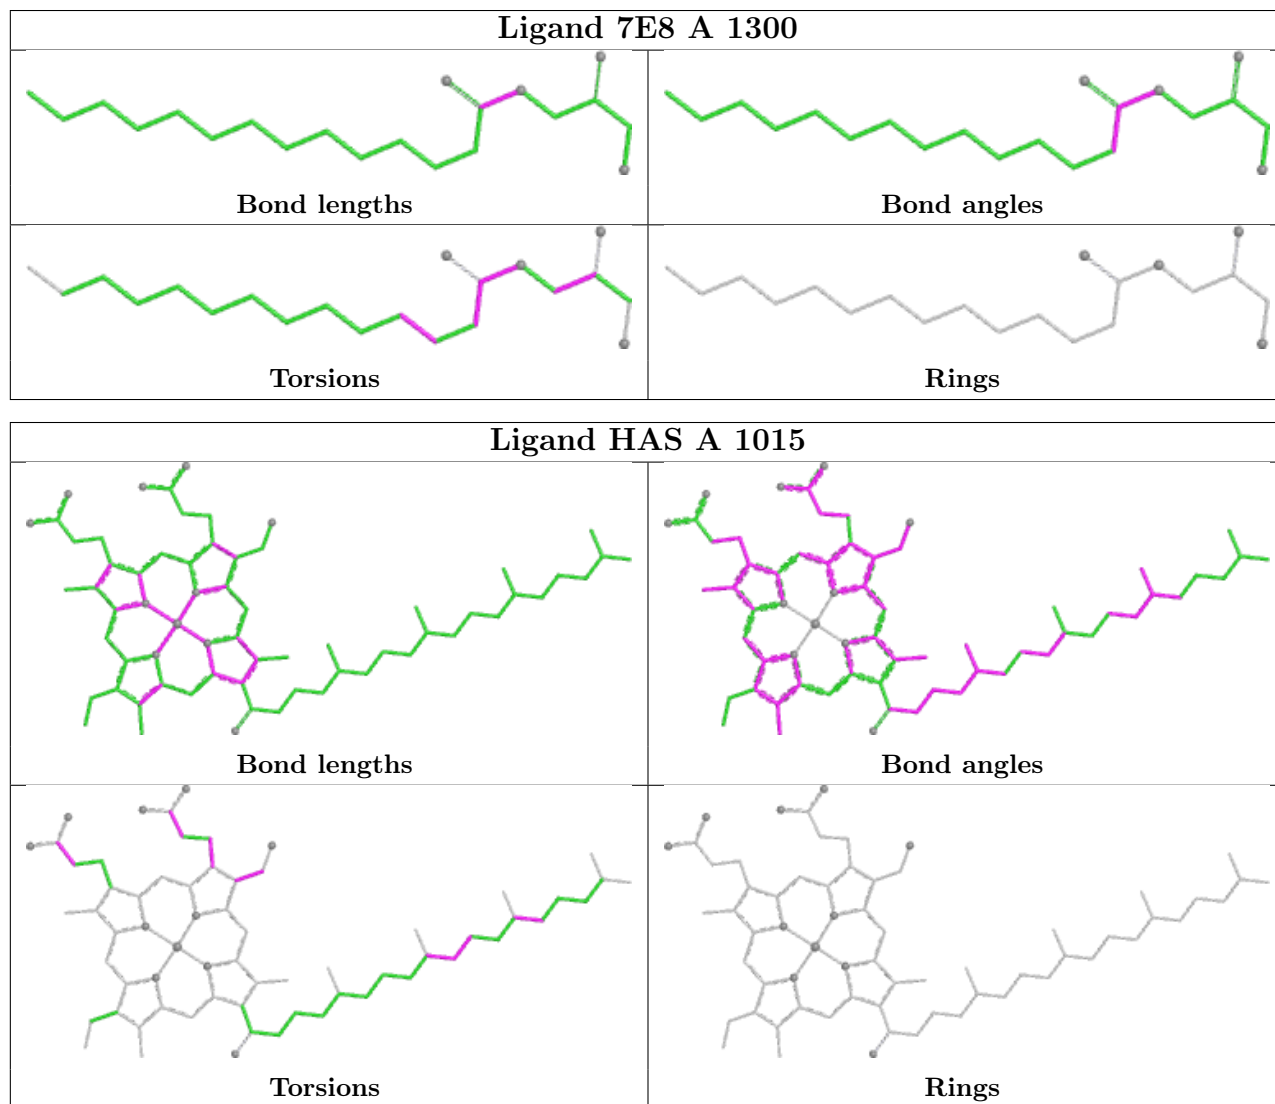 Ligand 7E8 A 1300
Bond lengths
Bond angles
Torsions
Rings
Ligand HAS A 1015
Bond lengths
Bond angles
Torsions
Rings